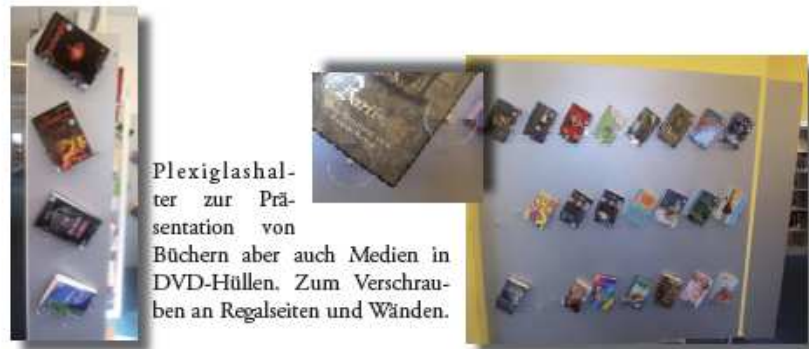 Plexiglashal-
ter zur Prä-
sentation von
Büchern aber auch Medien in
DVD-Hüllen. Zum Verschrau-
ben an Regalseiten und Wänden.